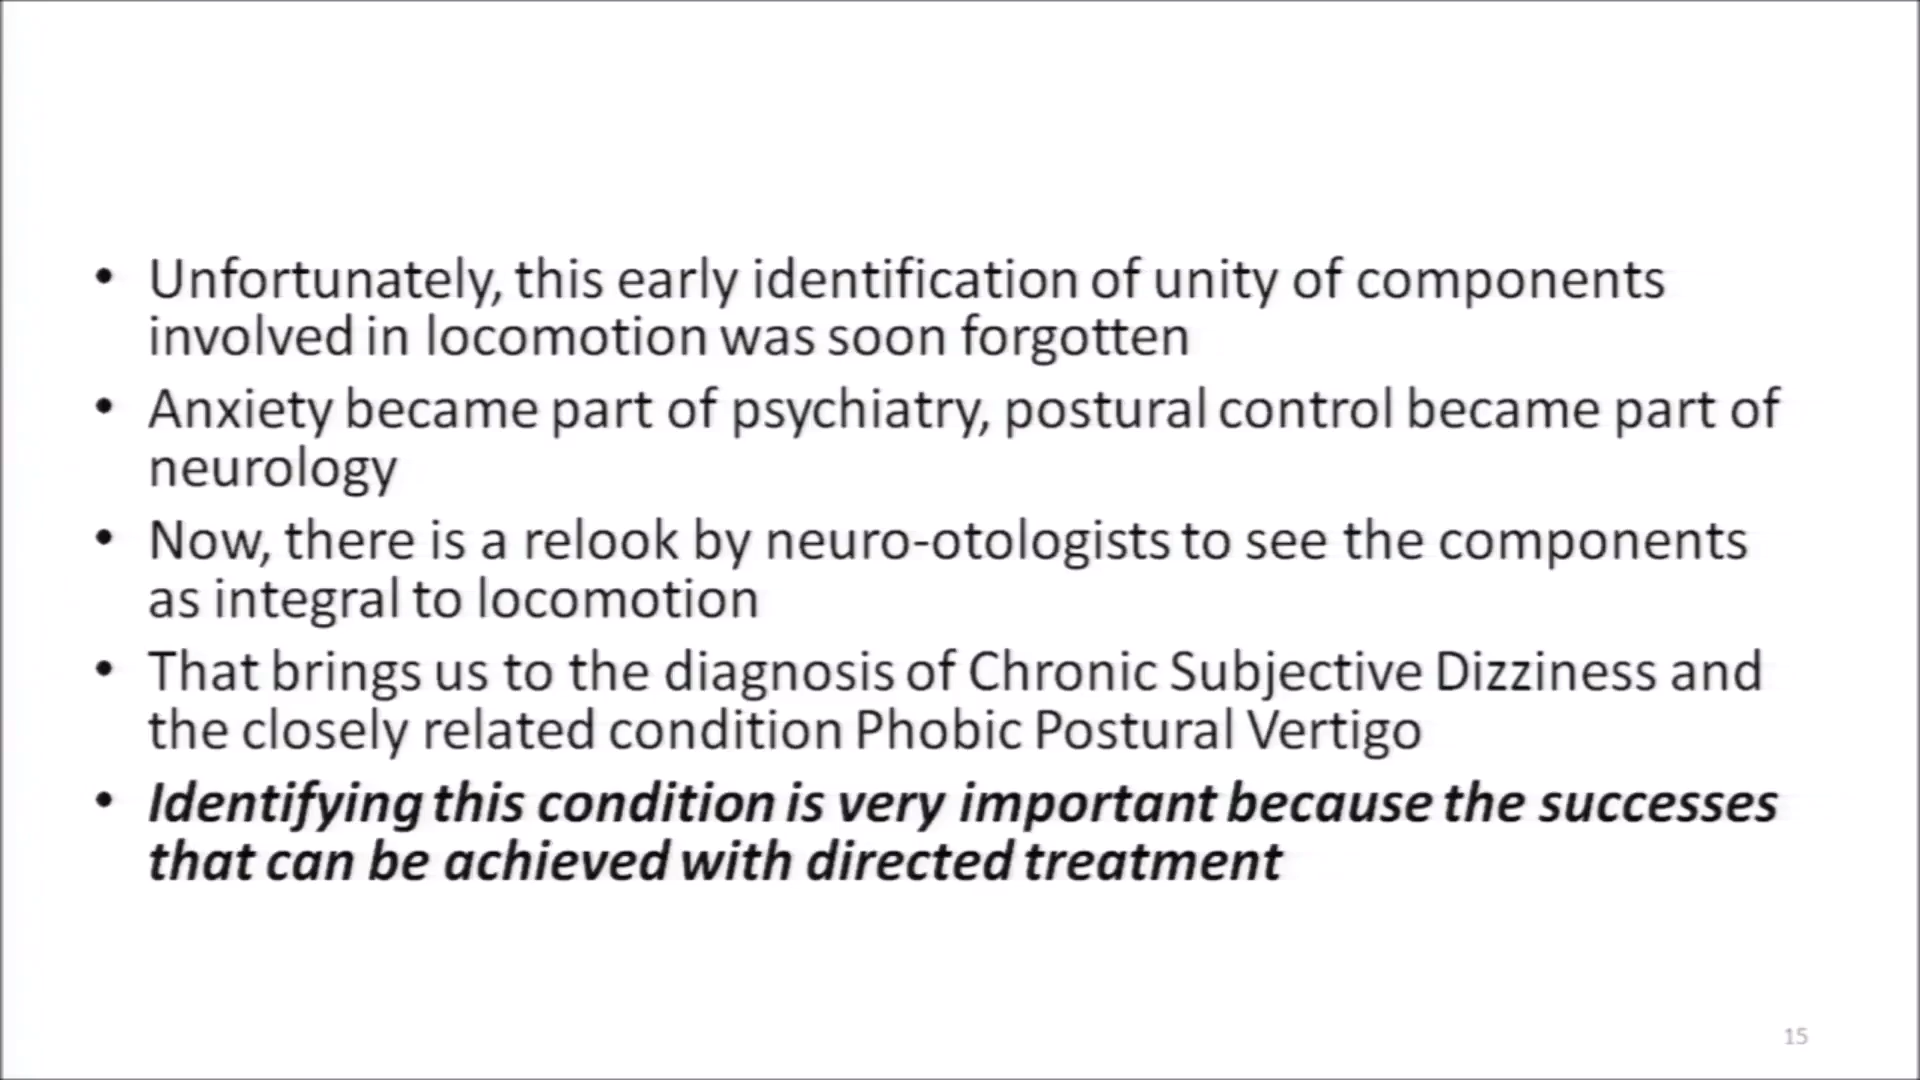 • Unfortunately, this early identification of unity of components
involved in locomotion was soon forgotten
• Anxiety became part of psychiatry, postural control became part of
neurology
• Now, there is a relook by neuro-otologists to see the components
as integral to locomotion
• That brings us to the diagnosis of Chronic Subjective Dizziness and
the closely related condition Phobic Postural Vertigo
• Identifying this condition is very important because the successes
that can be achieved with directed treatment
15